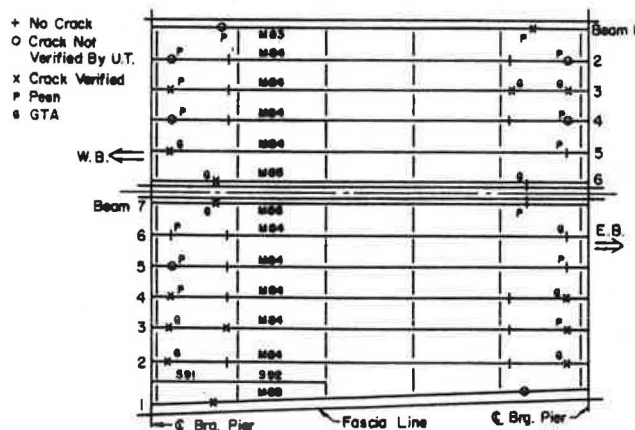 + No Crack
o Crack Not
Verified By U.T.
x Crack Verified
P Peen
G GTA
P M83 P Beam 1
P M84 P 2
P M84 G G 3
P M84 P 4
G M84 P 5
W.B.
G M85 G 6
Beam 7 G M86 P
6 P M84 G
E.B.
5 P M84 P
4 P M84 G
3 G M84 P
2 G M84 G
S91 S92
1 M88
℄ Brg. Pier Fascia Line ℄ Brg. Pier